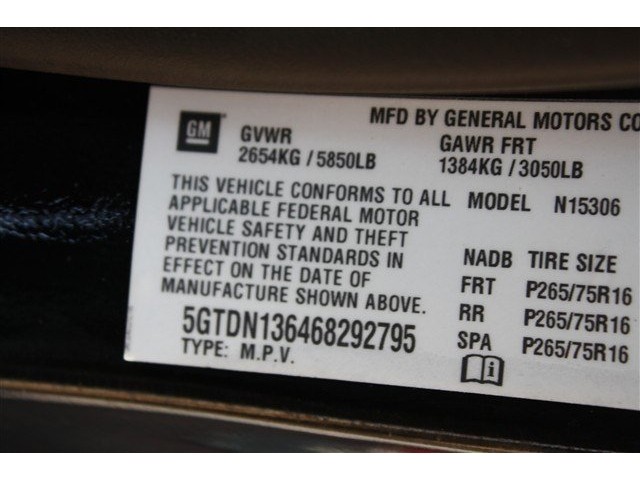 MFD BY GENERAL MOTORS CO
GM
GVWR GAWR FRT
2654KG / 5850LB 1384KG / 3050LB
THIS VEHICLE CONFORMS TO ALL MODEL N15306
APPLICABLE FEDERAL MOTOR
VEHICLE SAFETY AND THEFT
PREVENTION STANDARDS IN NADB TIRE SIZE
EFFECT ON THE DATE OF FRT P265/75R16
MANUFACTURE SHOWN ABOVE. RR P265/75R16
5GTDN136468292795 SPA P265/75R16
TYPE: M.P.V.